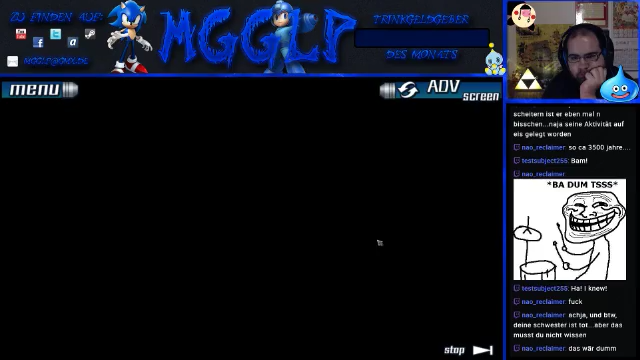 ZU FINDEN AUF:
MGGLP@GMX.DE
MGGLP
TRINKGELDGEBER
DES MONATS
menu
ADV
screen
scheitern ist er eben mal n
bisschen...naja seine Aktivität auf
eis gelegt worden
nao_reclaimer: so ca 3500 jahre....
testsubject256: Bam!
nao_reclaimer:
*BA DUM TSSS*
testsubject256: Ha! I knew!
nao_reclaimer: fuck
nao_reclaimer: achja, und btw,
deine schwester ist tot...aber das
musst du nicht wissen
nao_reclaimer: das wär dumm
stop